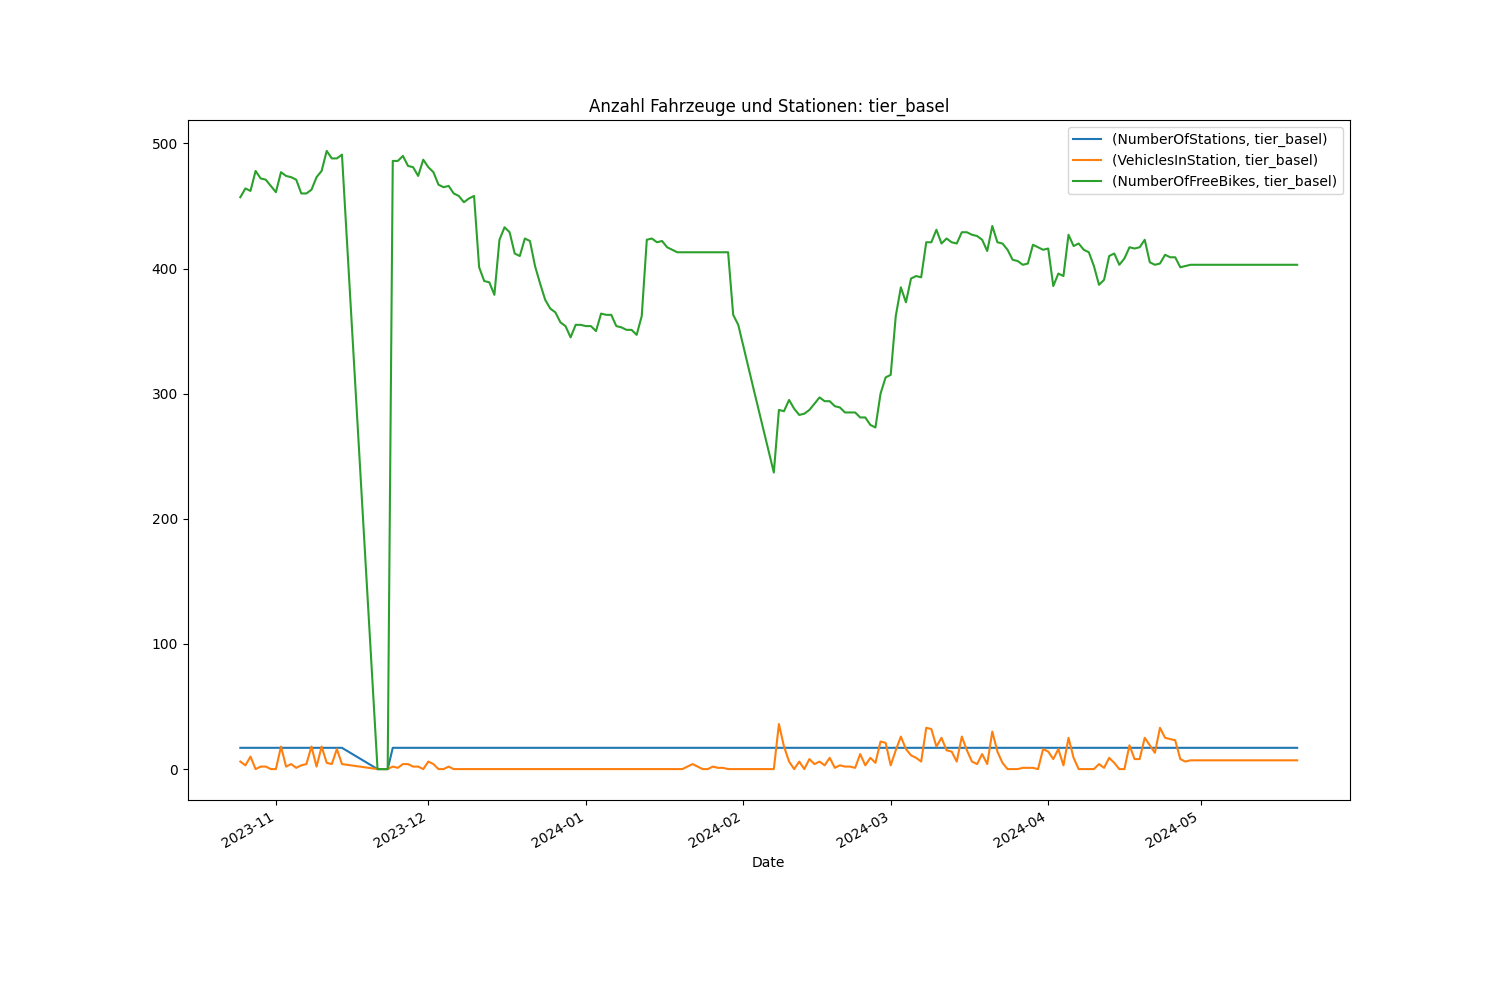 Anzahl Fahrzeuge und Stationen: tier_basel
(NumberOfStations, tier_basel)
(VehiclesInStation, tier_basel)
(NumberOfFreeBikes, tier_basel)
500
400
300
200
100
0
2023-11
2023-12
2024-01
2024-02
2024-03
2024-04
2024-05
Date